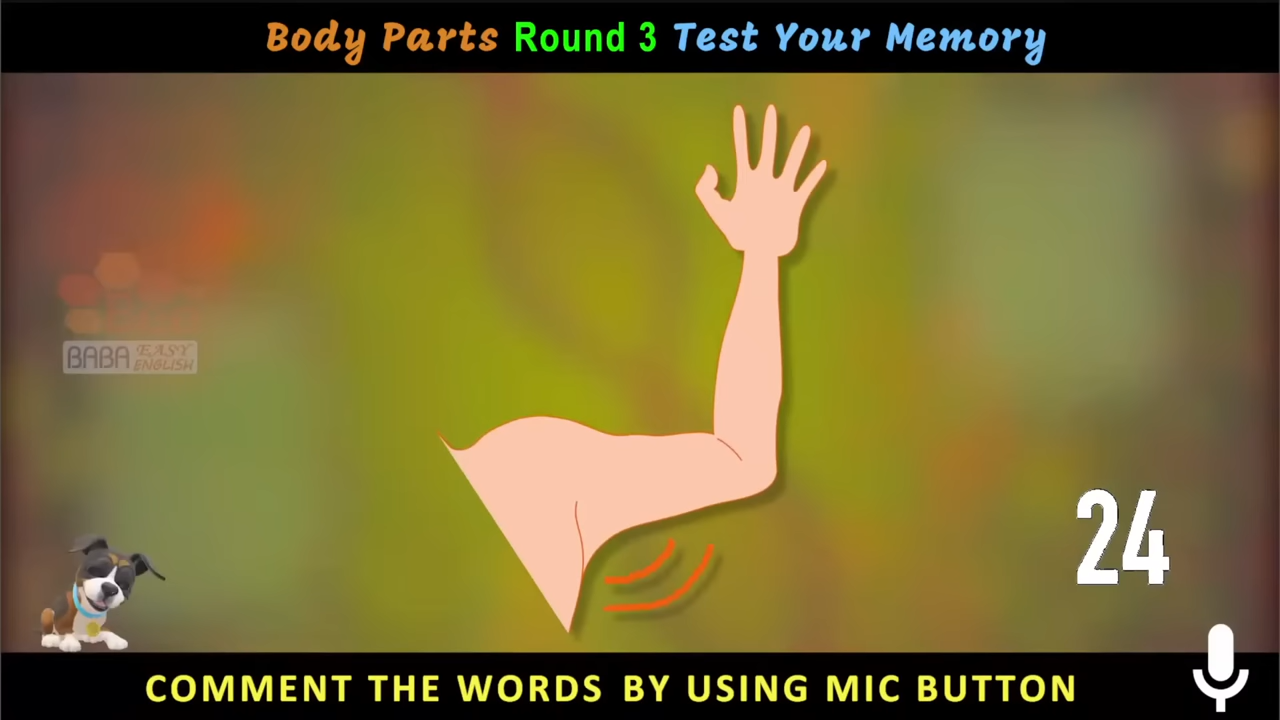 Body Parts Round 3 Test Your Memory
BABA EASY ENGLISH
24
COMMENT THE WORDS BY USING MIC BUTTON